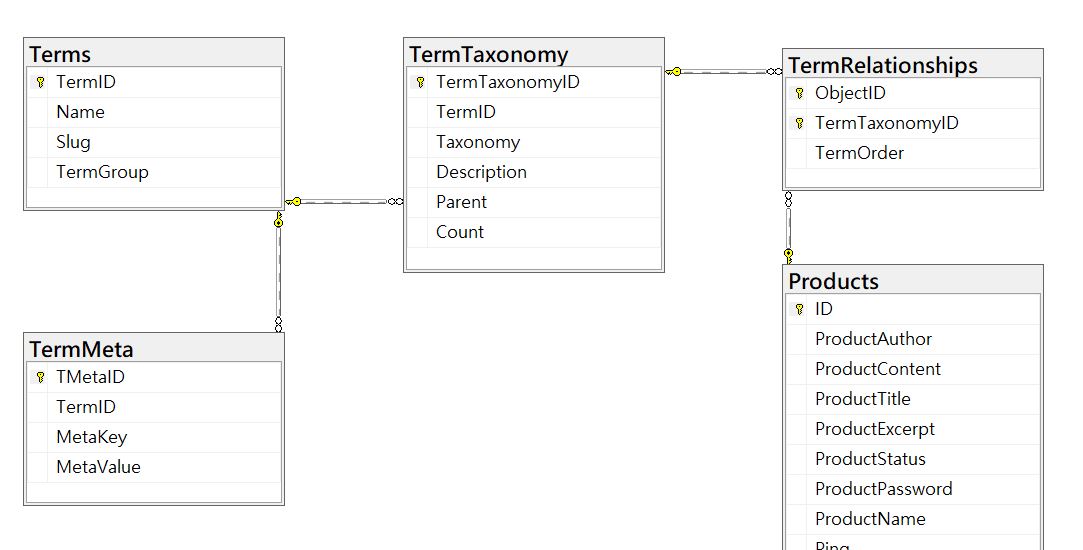 Terms
TermID
Name
Slug
TermGroup
TermTaxonomy
TermTaxonomyID
TermID
Taxonomy
Description
Parent
Count
TermRelationships
ObjectID
TermTaxonomyID
TermOrder
TermMeta
TMetaID
TermID
MetaKey
MetaValue
Products
ID
ProductAuthor
ProductContent
ProductTitle
ProductExcerpt
ProductStatus
ProductPassword
ProductName